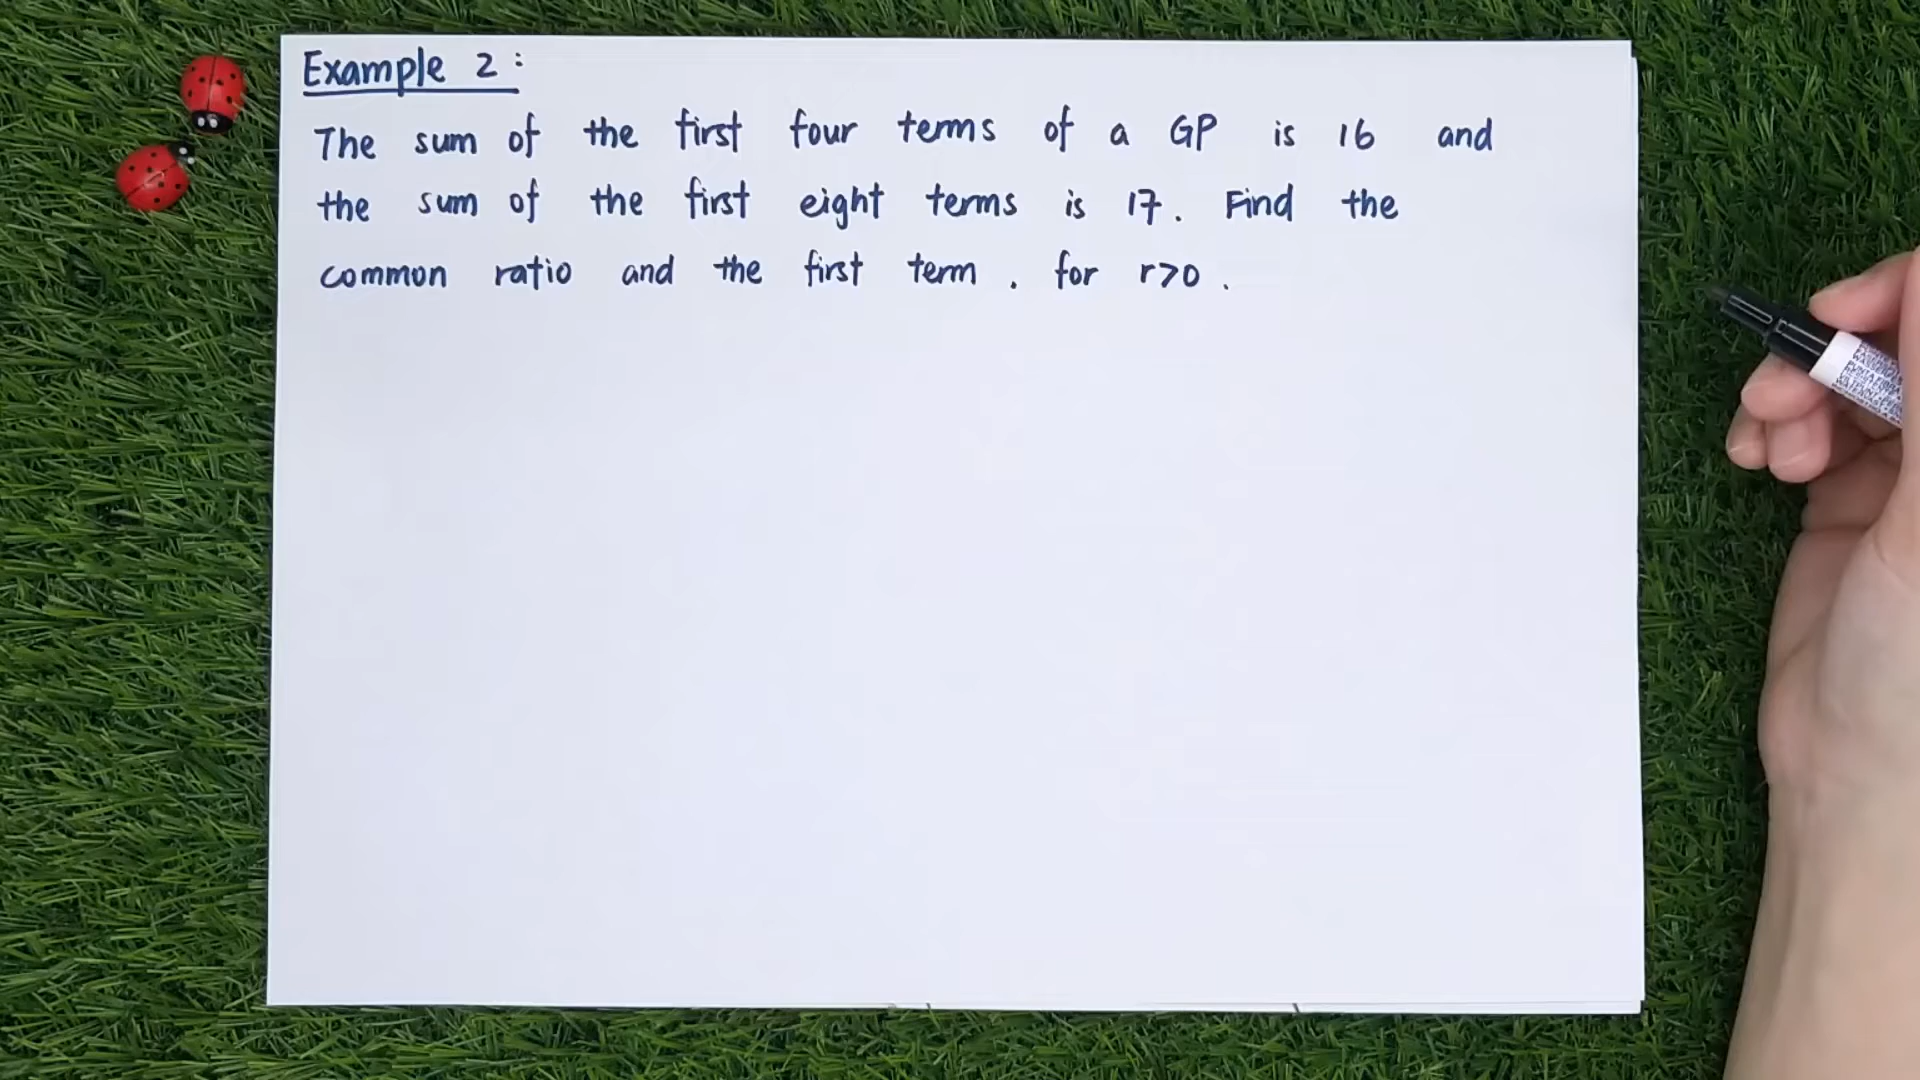 Example 2 :
The sum of the first four terms of a GP is 16 and
the sum of the first eight terms is 17. Find the
common ratio and the first term . for r>0 .